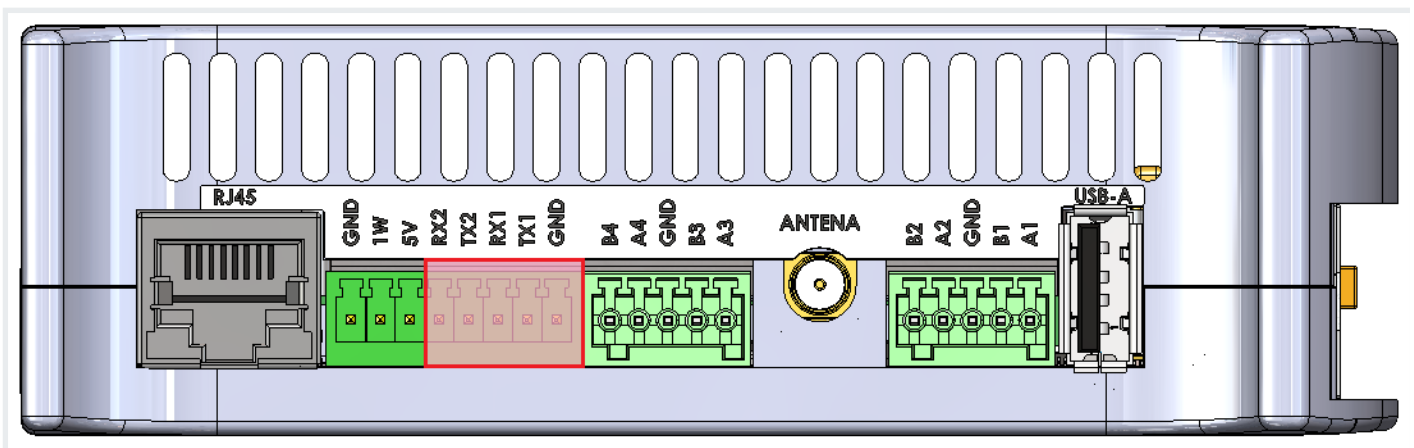 RJ45
GND
1W
5V
RX2
TX2
RX1
TX1
GND
B4
A4
GND
B3
A3
ANTENA
B2
A2
GND
B1
A1
USB-A